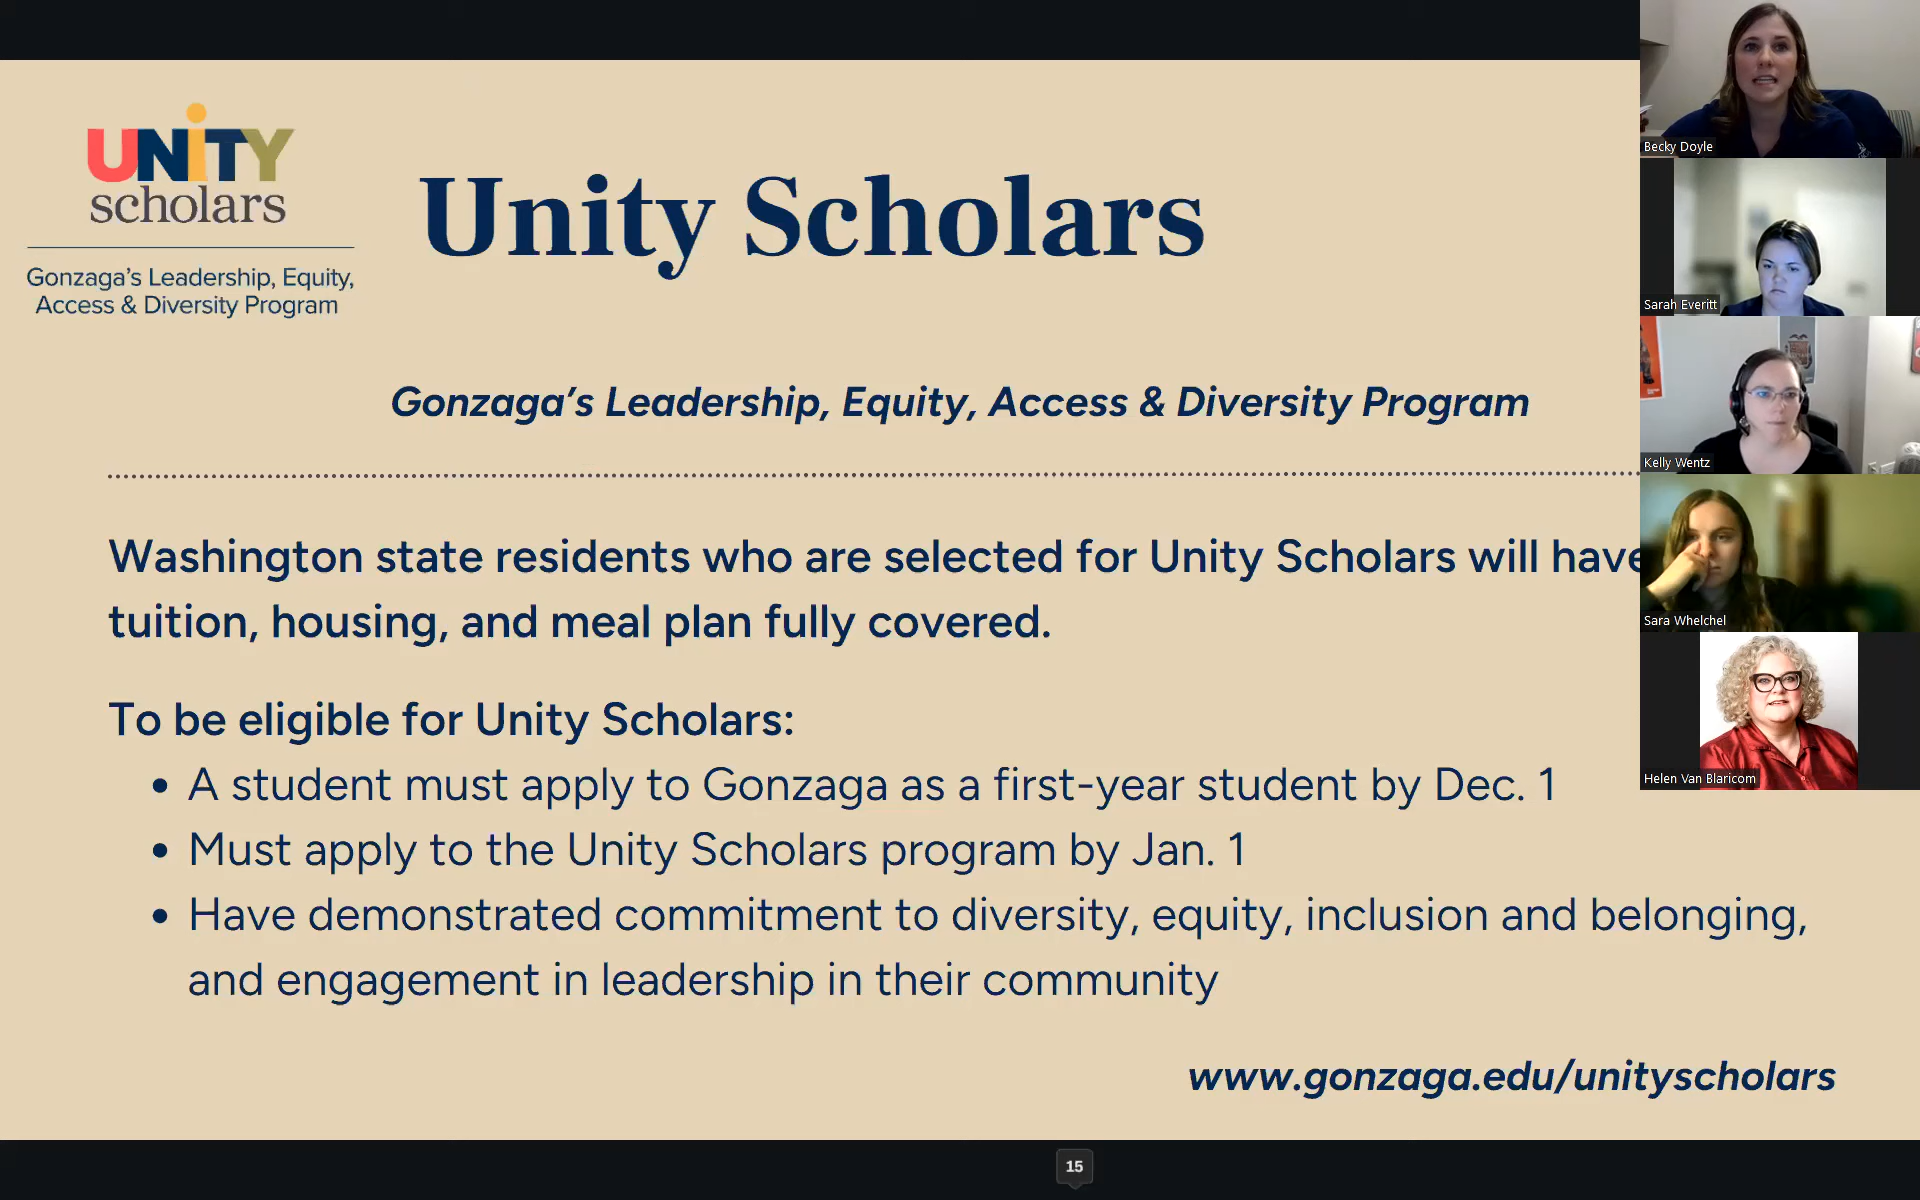 UNiTY
scholars
Gonzaga's Leadership, Equity,
Access & Diversity Program
Unity Scholars
Gonzaga's Leadership, Equity, Access & Diversity Program
Washington state residents who are selected for Unity Scholars will have
tuition, housing, and meal plan fully covered.
To be eligible for Unity Scholars:
• A student must apply to Gonzaga as a first-year student by Dec. 1
• Must apply to the Unity Scholars program by Jan. 1
• Have demonstrated commitment to diversity, equity, inclusion and belonging,
and engagement in leadership in their community
www.gonzaga.edu/unityscholars
Becky Doyle
Sarah Everitt
Kelly Wentz
Sara Whelchel
Helen Van Blaricom
15